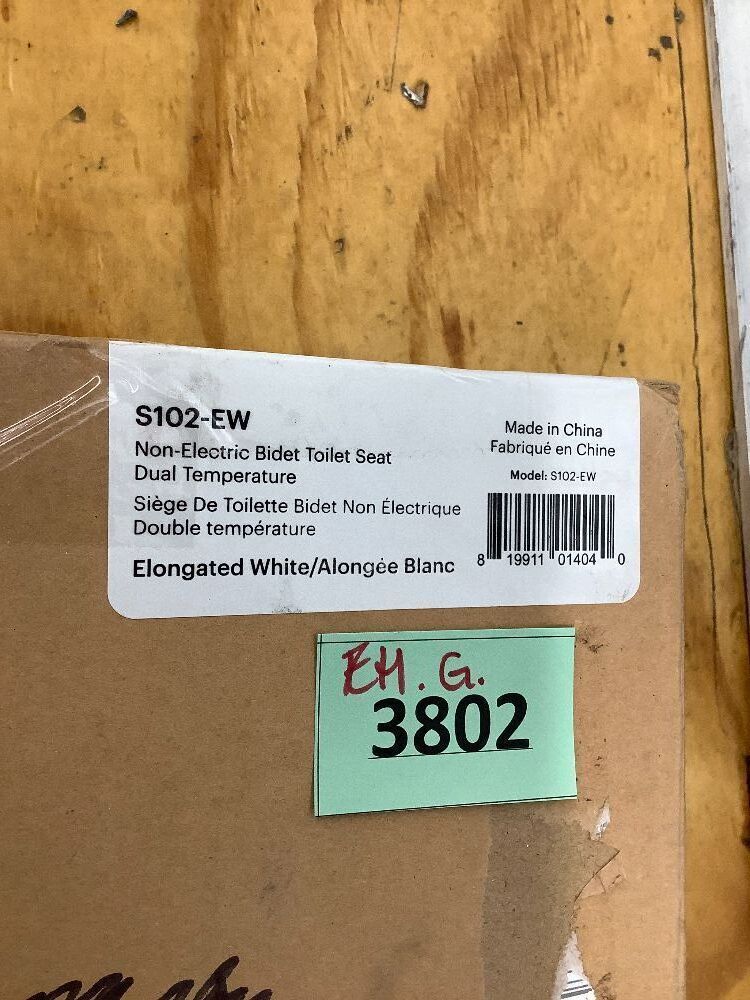 S102-EW
Non-Electric Bidet Toilet Seat
Dual Temperature
Siège De Toilette Bidet Non Électrique
Double température
Elongated White/Alongée Blanc
Made in China
Fabriqué en Chine
Model: S102-EW
8 19911 01404 0
EH. G.
3802